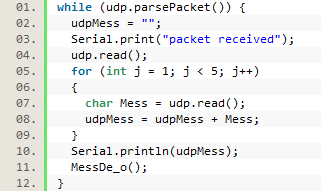 01. while (udp.parsePacket()) {
02. udpMess = "";
03. Serial.print("packet received");
04. udp.read();
05. for (int j = 1; j < 5; j++)
06. {
07. char Mess = udp.read();
08. udpMess = udpMess + Mess;
09. }
10. Serial.println(udpMess);
11. MessDe_o();
12. }